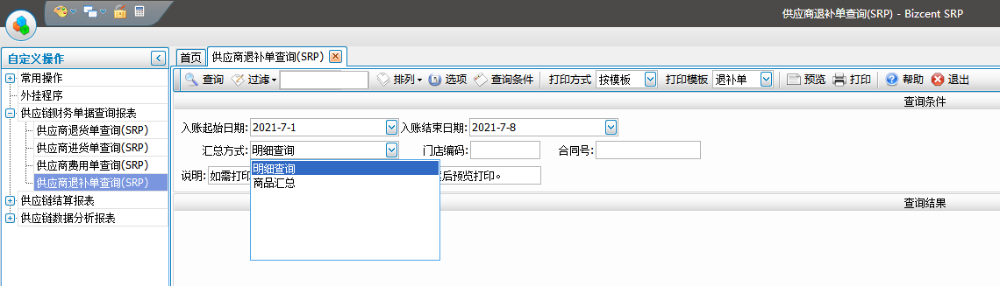 供应商退补单查询(SRP) - Bizcent SRP
自定义操作
常用操作
外挂程序
供应链财务单据查询报表
供应商退货单查询(SRP)
供应商进货单查询(SRP)
供应商费用单查询(SRP)
供应商退补单查询(SRP)
供应链结算报表
供应链数据分析报表
首页 供应商退补单查询(SRP)
查询 过滤 排列 选项 查询条件 打印方式 按模板 打印模板 退补单 预览 打印 帮助 退出
查询条件
入账起始日期: 2021-7-1 入账结束日期: 2021-7-8
汇总方式: 明细查询 门店编码: 合同号:
明细查询
商品汇总
说明: 如需打印 后预览打印。
查询结果